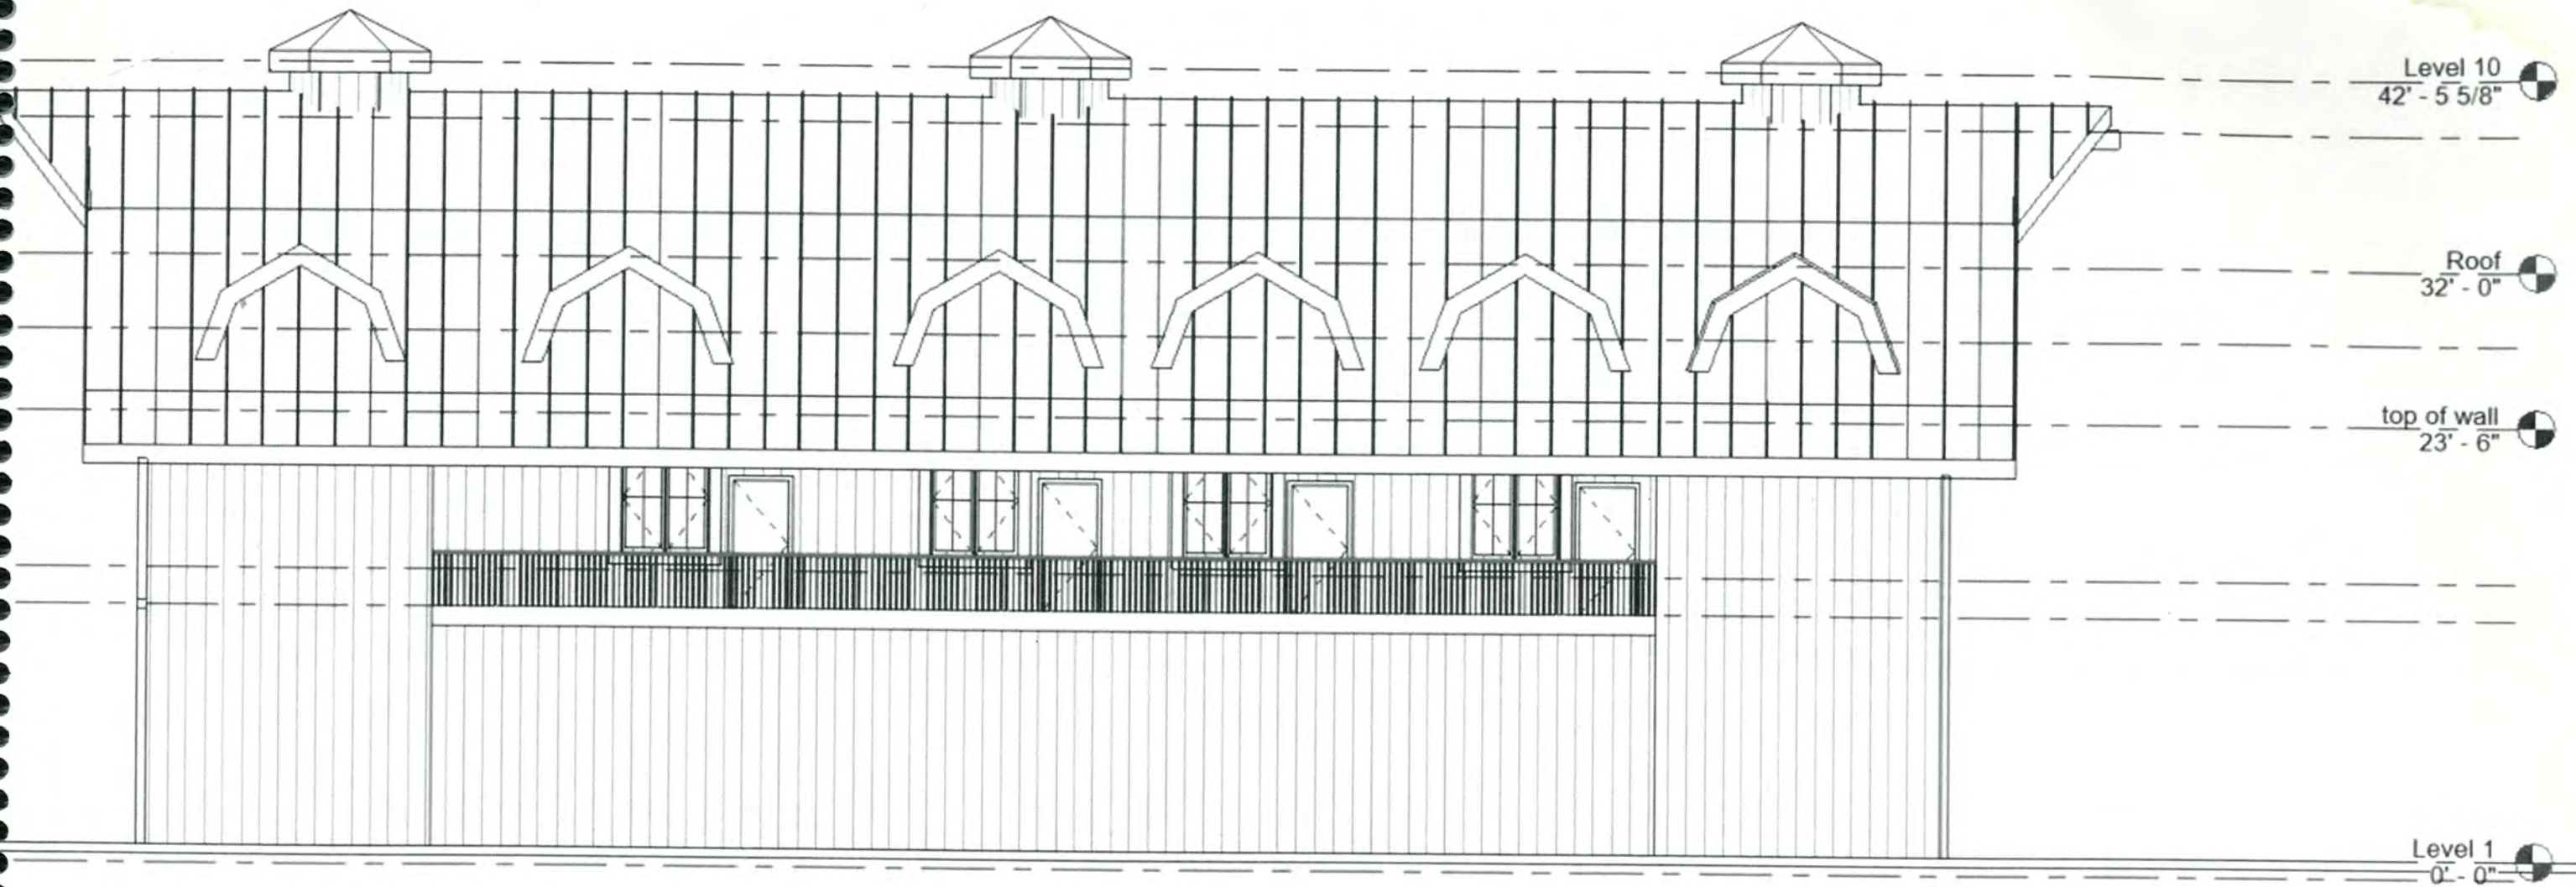 Level 10
42' - 5 5/8"
Roof
32' - 0"
top of wall
23' - 6"
Level 1
0' - 0"